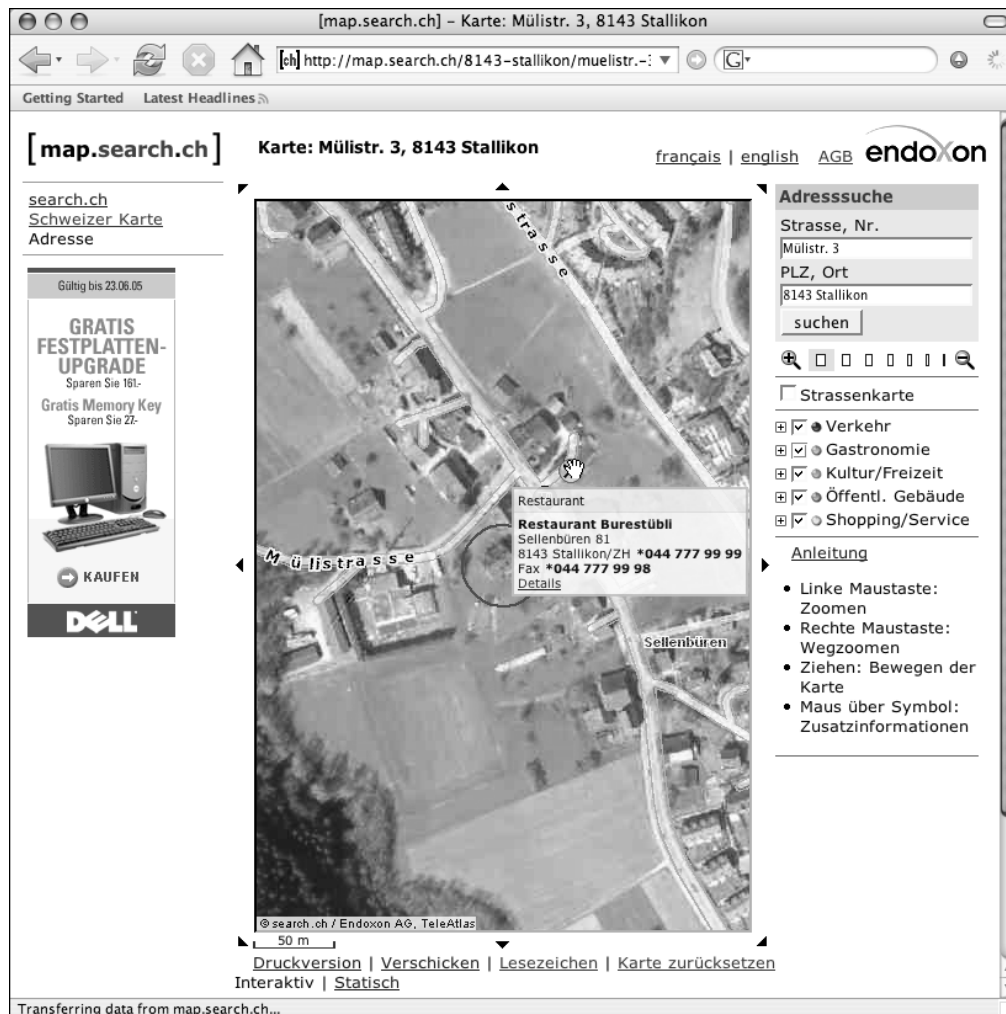 [map.search.ch] – Karte: Mülistr. 3, 8143 Stallikon
[ch] http://map.search.ch/8143-stallikon/muelistr.-3
G
Getting Started Latest Headlines
[map.search.ch]
Karte: Mülistr. 3, 8143 Stallikon
français | english AGB endoxon
search.ch
Schweizer Karte
Adresse
Gültig bis 23.06.05
GRATIS
FESTPLATTEN-
UPGRADE
Sparen Sie 161.-
Gratis Memory Key
Sparen Sie 27.-
KAUFEN
DELL
strasse
Mülistrasse
Restaurant
Restaurant Burestübli
Sellenbüren 81
8143 Stallikon/ZH *044 777 99 99
Fax *044 777 99 98
Details
Sellenbüren
© search.ch / Endoxon AG, TeleAtlas
50 m
Adresssuche
Strasse, Nr.
Mülistr. 3
PLZ, Ort
8143 Stallikon
suchen
Strassenkarte
Verkehr
Gastronomie
Kultur/Freizeit
Öffentl. Gebäude
Shopping/Service
Anleitung
• Linke Maustaste:
Zoomen
• Rechte Maustaste:
Wegzoomen
• Ziehen: Bewegen der
Karte
• Maus über Symbol:
Zusatzinformationen
Druckversion | Verschicken | Lesezeichen | Karte zurücksetzen
Interaktiv | Statisch
Transferring data from map.search.ch...